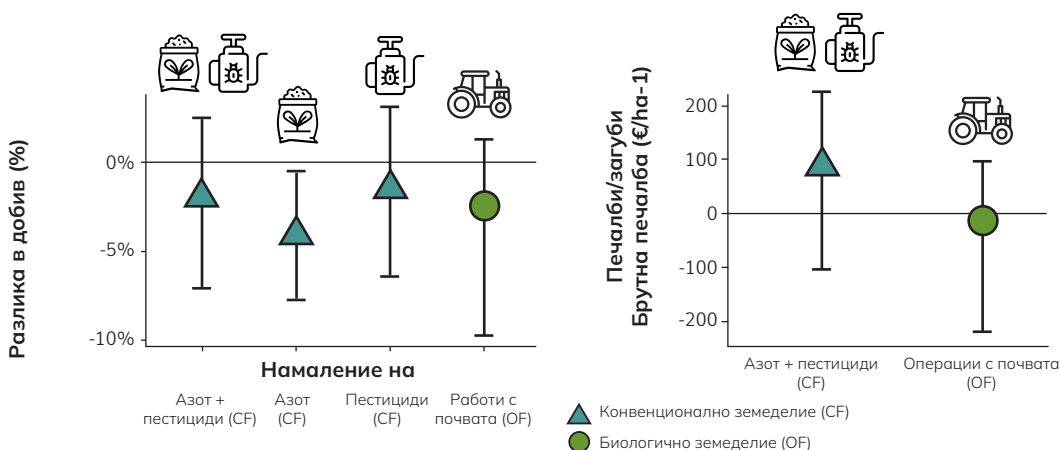 Разлика в добив (%)
0%
-5%
-10%
Намаление на
Азот +
пестициди (CF)
Азот
(CF)
Пестициди
(CF)
Работи с
почвата (OF)
Печалби/загуби
Брутна печалба (€/ha-1)
200
100
0
-100
-200
Азот + пестициди
(CF)
Операции с почвата
(OF)
Конвенционално земеделие (CF)
Биологично земеделие (OF)